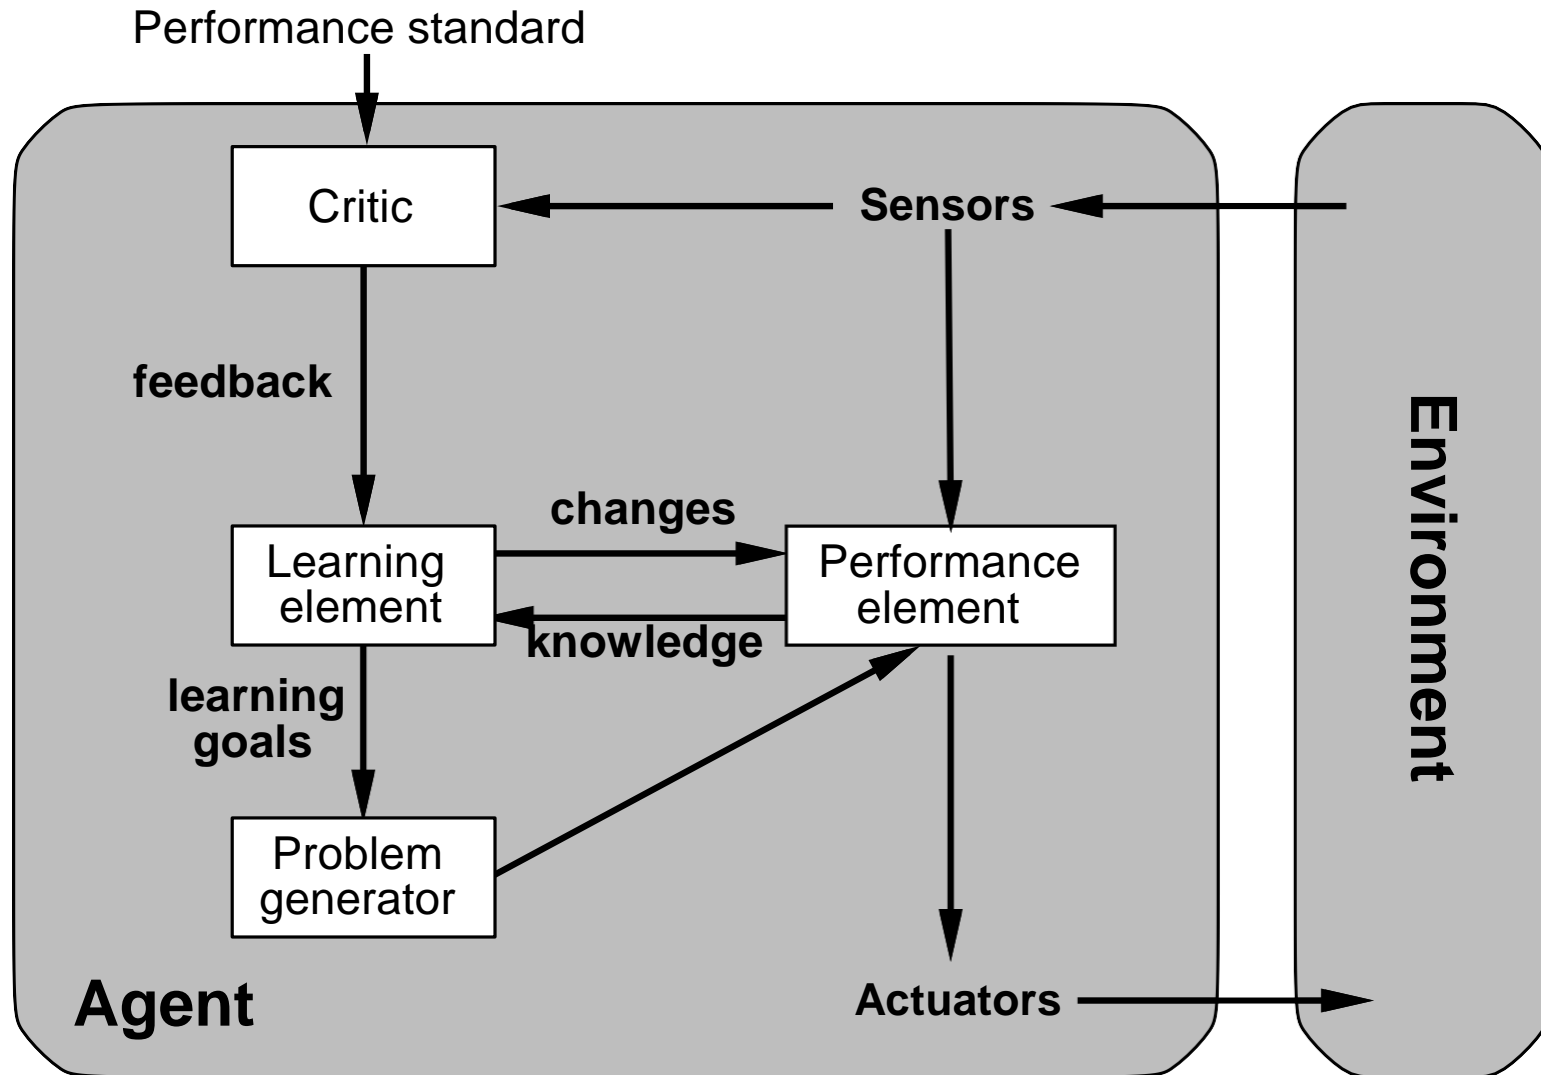 Performance standard
Critic
Sensors
feedback
changes
Learning
element
Performance
element
knowledge
learning
goals
Problem
generator
Agent
Actuators
Environment